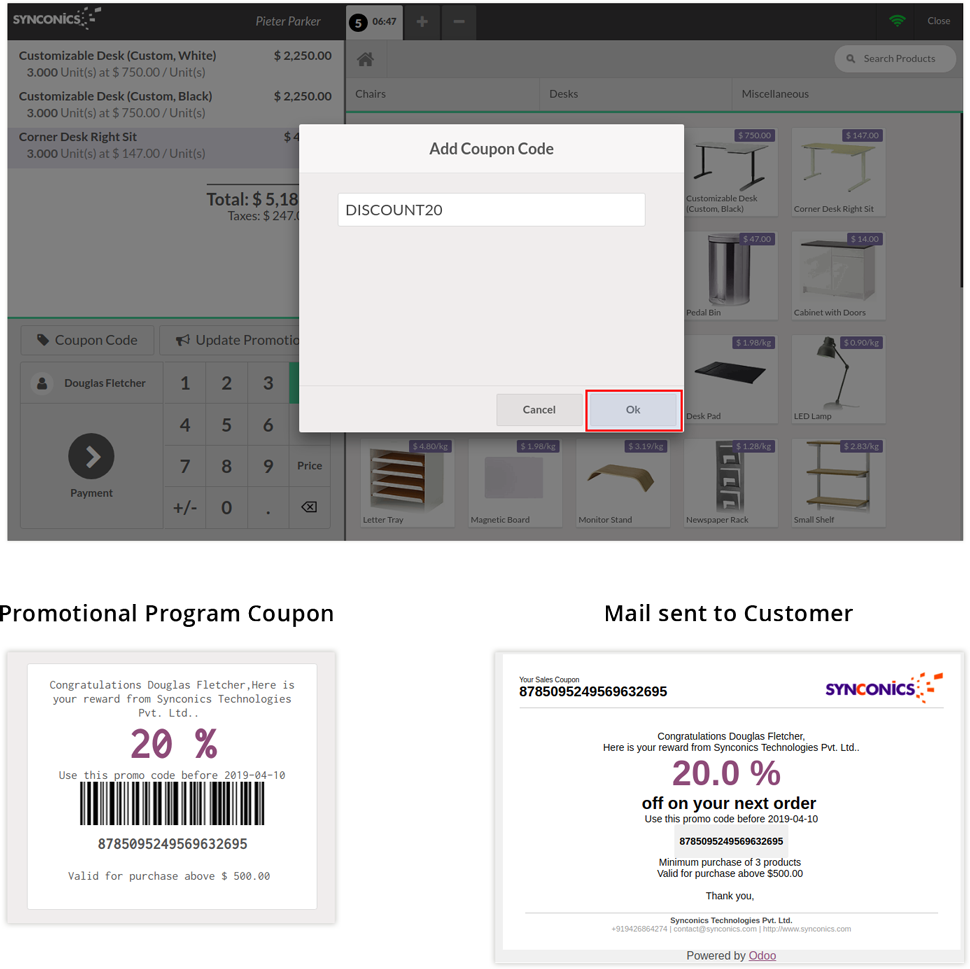 SYNCONICS
Pieter Parker
5 06:47 + −
Close
Search Products
Customizable Desk (Custom, White) $ 2,250.00
3.000 Unit(s) at $ 750.00 / Unit(s)
Customizable Desk (Custom, Black) $ 2,250.00
3.000 Unit(s) at $ 750.00 / Unit(s)
Corner Desk Right Sit $ 4
3.000 Unit(s) at $ 147.00 / Unit(s)
Total: $ 5,18
Taxes: $ 247.0
Coupon Code
Update Promotio
Douglas Fletcher
1 2 3
4 5 6
7 8 9 Price
+/- 0 .
Payment
Chairs Desks Miscellaneous
Add Coupon Code
DISCOUNT20
Cancel Ok
$ 750.00
Customizable Desk
(Custom, Black)
$ 147.00
Corner Desk Right Sit
$ 47.00
Pedal Bin
$ 14.00
Cabinet with Doors
$ 1.98/kg
Desk Pad
$ 0.90/kg
LED Lamp
$ 4.80/kg
Letter Tray
$ 1.98/kg
Magnetic Board
$ 3.19/kg
Monitor Stand
$ 1.28/kg
Newspaper Rack
$ 2.83/kg
Small Shelf
Promotional Program Coupon
Congratulations Douglas Fletcher,Here is
your reward from Synconics Technologies
Pvt. Ltd..
20 %
Use this promo code before 2019-04-10
8785095249569632695
Valid for purchase above $ 500.00
Mail sent to Customer
Your Sales Coupon
8785095249569632695
SYNCONICS
Congratulations Douglas Fletcher,
Here is your reward from Synconics Technologies Pvt. Ltd..
20.0 %
off on your next order
Use this promo code before 2019-04-10
8785095249569632695
Minimum purchase of 3 products
Valid for purchase above $500.00
Thank you,
Synconics Technologies Pvt. Ltd.
+919426864274 | contact@synconics.com | http://www.synconics.com
Powered by Odoo